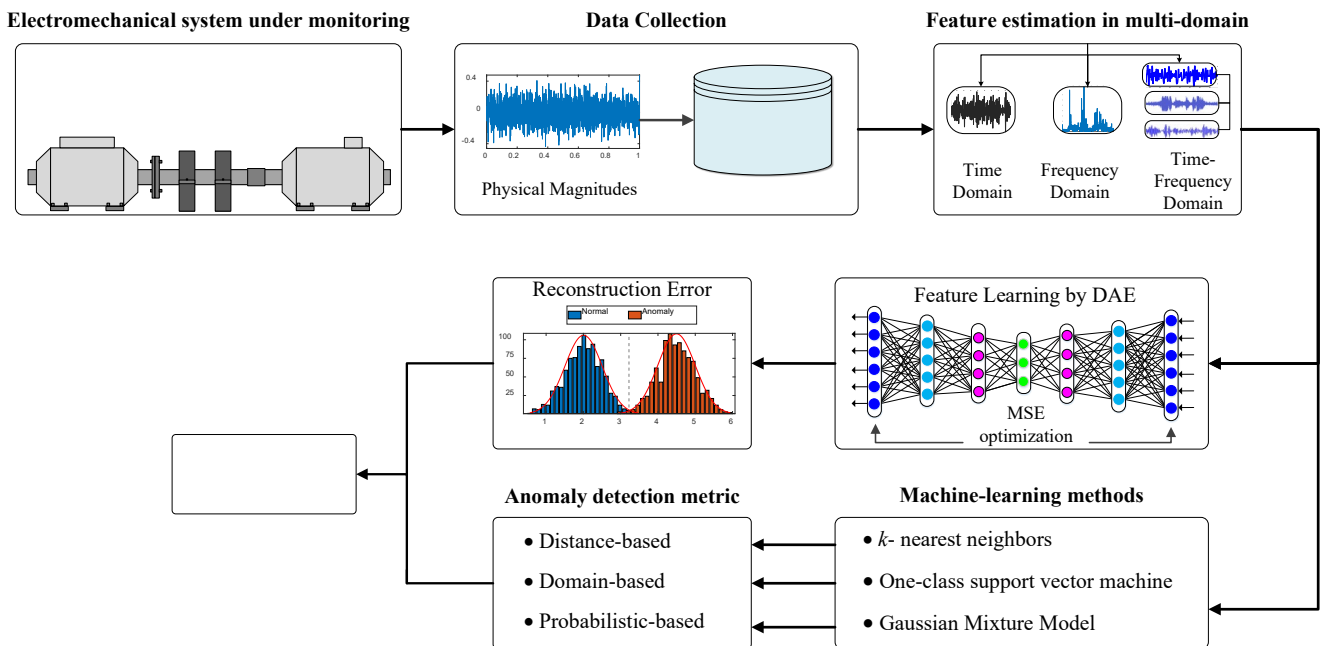 Electromechanical system under monitoring
Data Collection
Feature estimation in multi-domain
0.4
0
-0.4
0
0.2
0.4
0.6
0.8
1
Physical Magnitudes
Time
Domain
Frequency
Domain
Time-
Frequency
Domain
Reconstruction Error
Normal
Anomaly
100
75
50
25
1
2
3
4
5
6
Feature Learning by DAE
MSE
optimization
Anomaly detection metric
• Distance-based
• Domain-based
• Probabilistic-based
Machine-learning methods
• k- nearest neighbors
• One-class support vector machine
• Gaussian Mixture Model